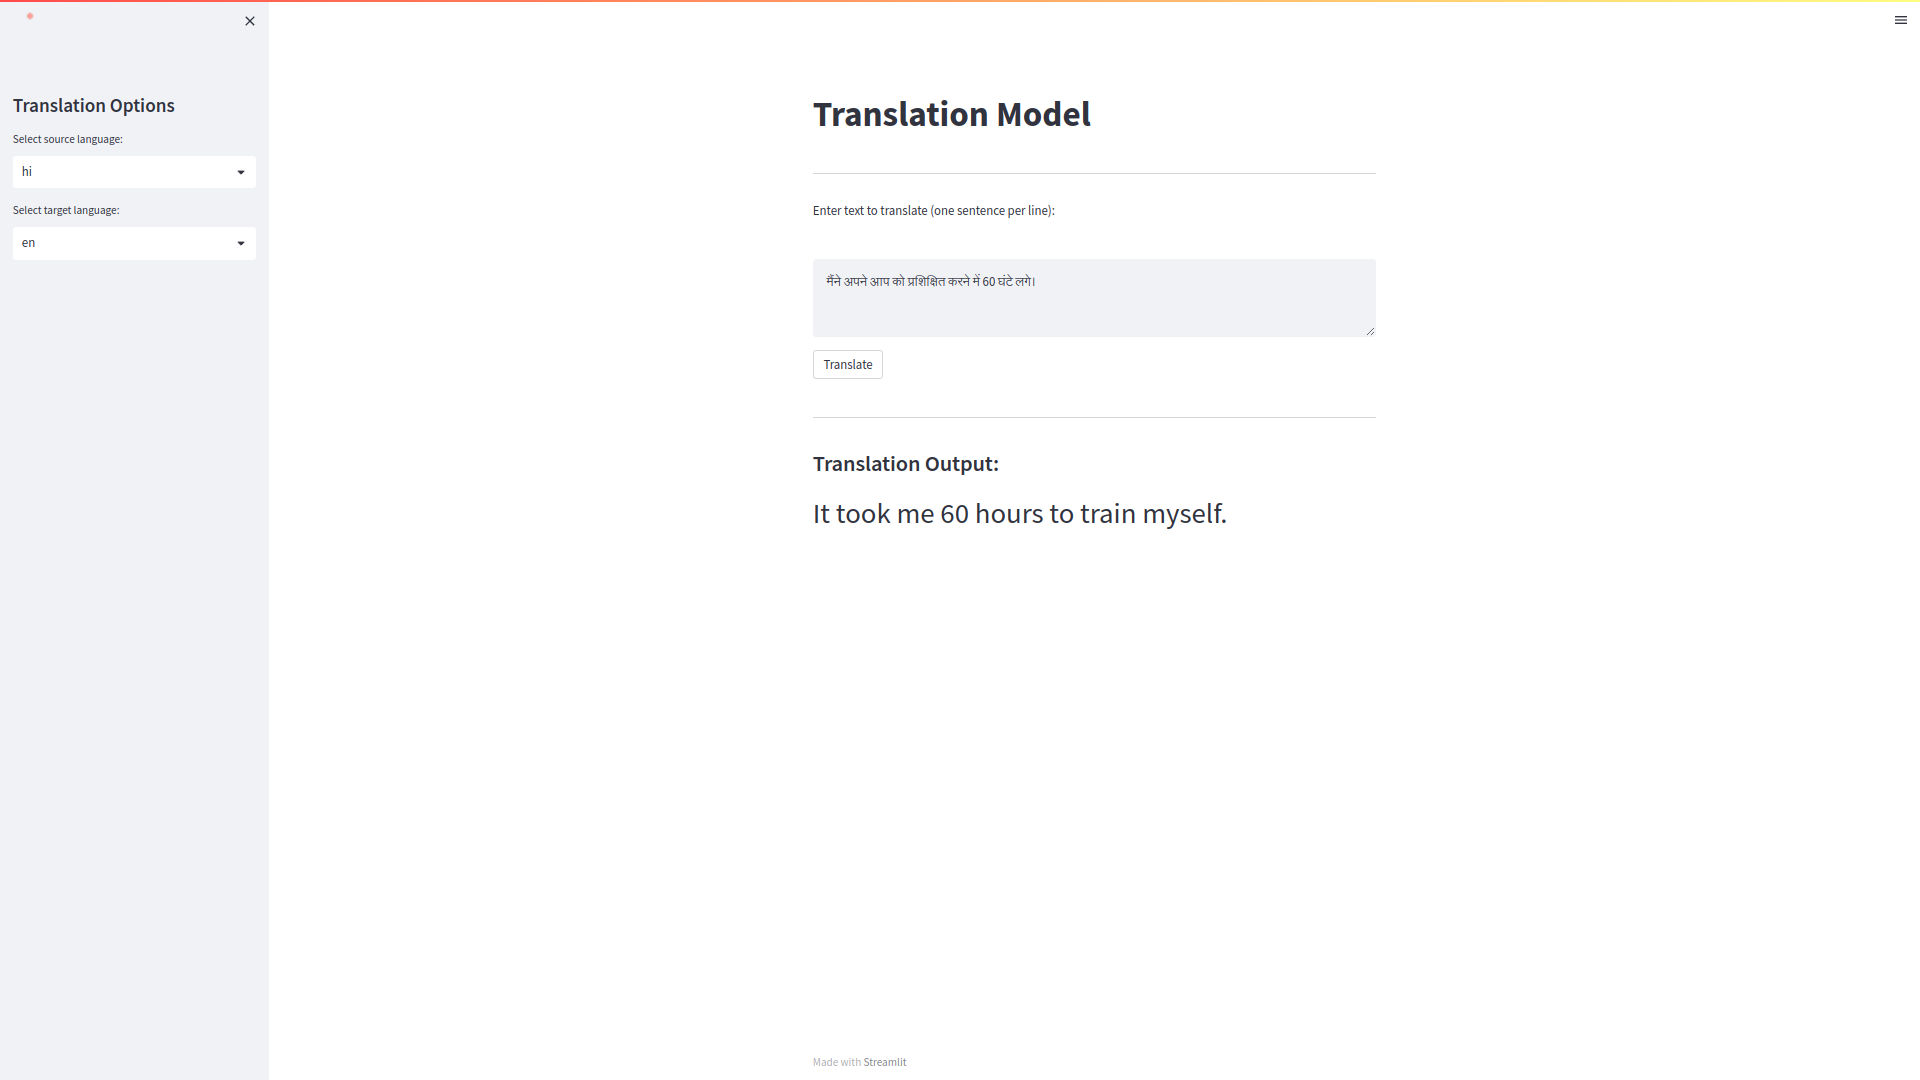 Translation Options
Select source language:
hi
Select target language:
en
Translation Model
Enter text to translate (one sentence per line):
मैंने अपने आप को प्रशिक्षित करने में 60 घंटे लगे।
Translate
Translation Output:
It took me 60 hours to train myself.
Made with Streamlit